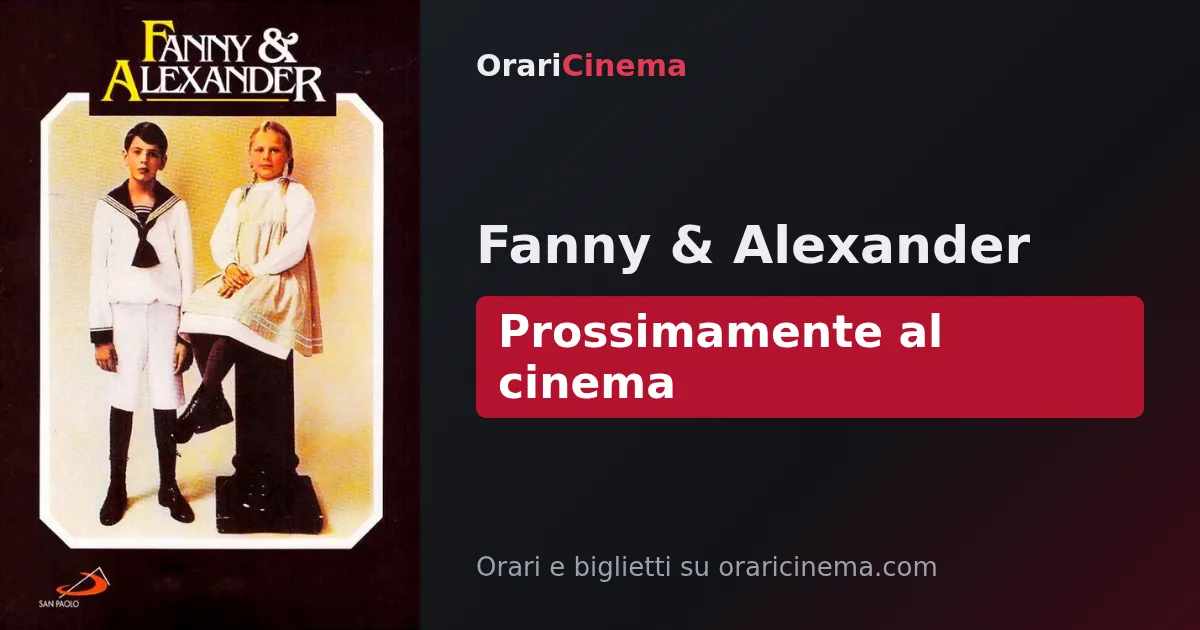 FANNY &
ALEXANDER
SAN PAOLO
OrariCinema
Fanny & Alexander
Prossimamente al
cinema
Orari e biglietti su oraricinema.com